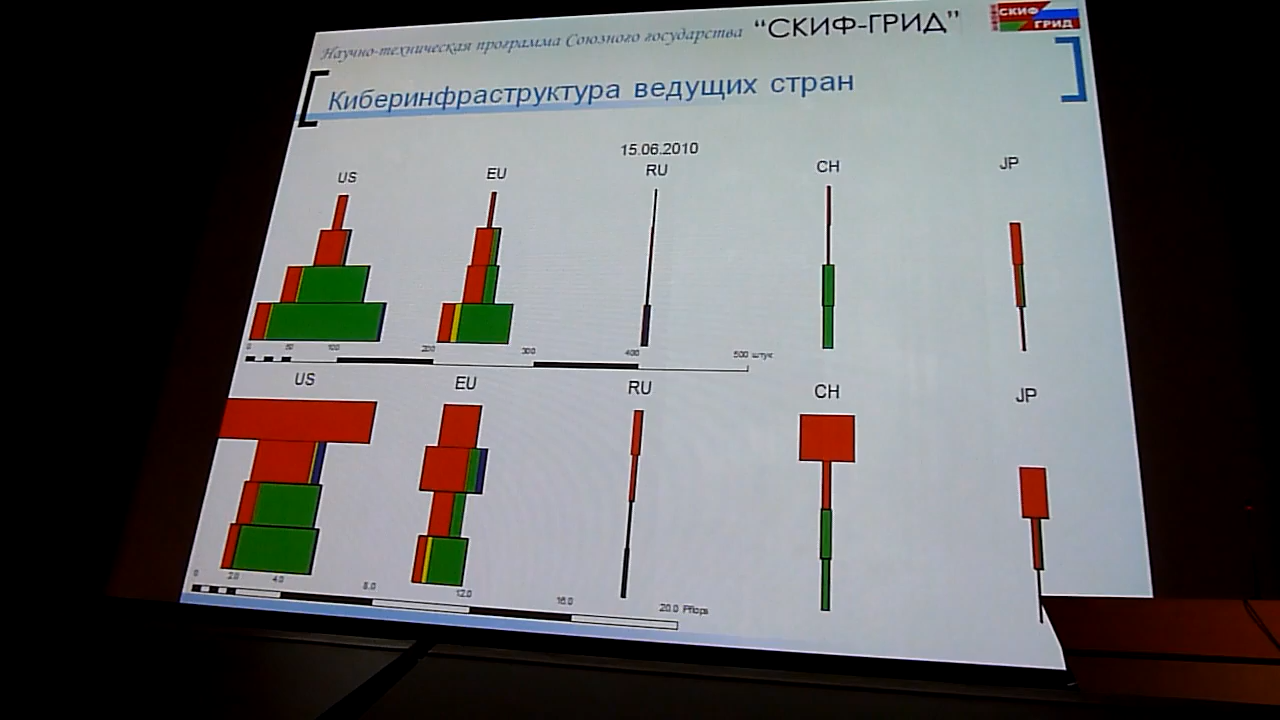 Научно-техническая программа Союзного государства “СКИФ-ГРИД”
СКИФ
ГРИД
Киберинфраструктура ведущих стран
15.06.2010
US EU RU CH JP
0 50 100 200 300 400 500 штук
US EU RU CH JP
0 2.0 4.0 8.0 12.0 16.0 20.0 Pflops